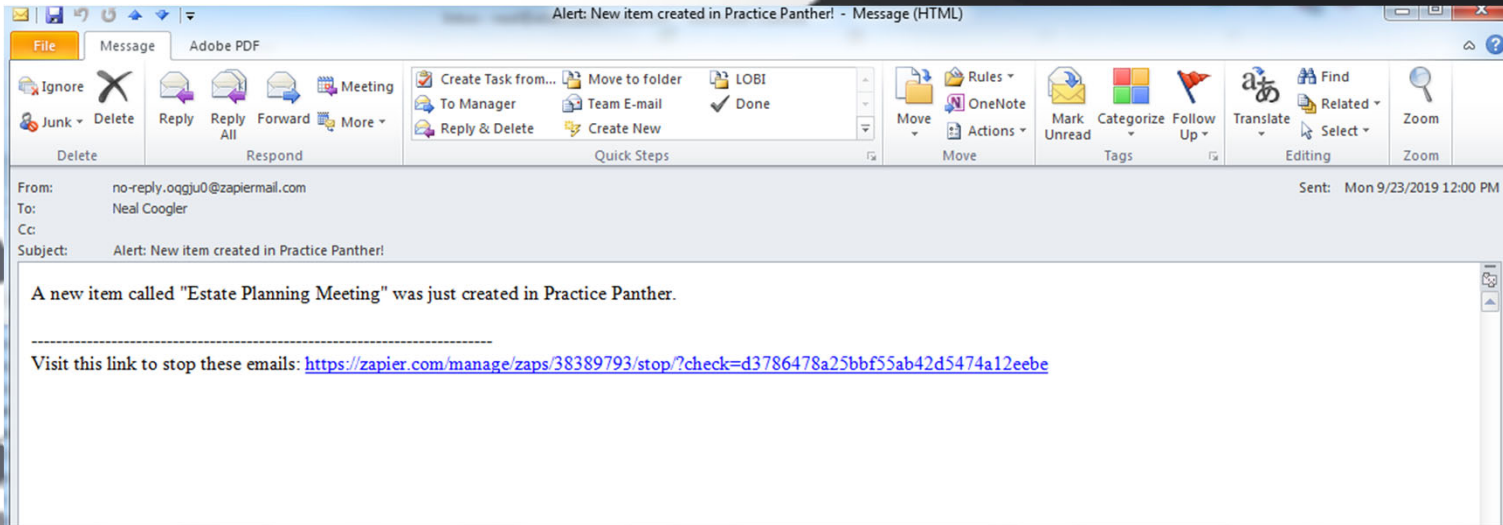 Alert: New item created in Practice Panther! - Message (HTML)
File Message Adobe PDF
Ignore
Junk
Delete
Delete
Reply
Reply All
Forward
Meeting
More
Respond
Create Task from... Move to folder LOBI
To Manager Team E-mail Done
Reply & Delete Create New
Quick Steps
Move
Rules
OneNote
Actions
Move
Mark Unread
Categorize
Follow Up
Tags
Translate
Find
Related
Select
Editing
Zoom
Zoom
From: no-reply.oqgju0@zapiermail.com Sent: Mon 9/23/2019 12:00 PM
To: Neal Coogler
Cc:
Subject: Alert: New item created in Practice Panther!
A new item called "Estate Planning Meeting" was just created in Practice Panther.
--------------------------------------------------------------------------
Visit this link to stop these emails: https://zapier.com/manage/zaps/38389793/stop/?check=d3786478a25bbf55ab42d5474a12eebe